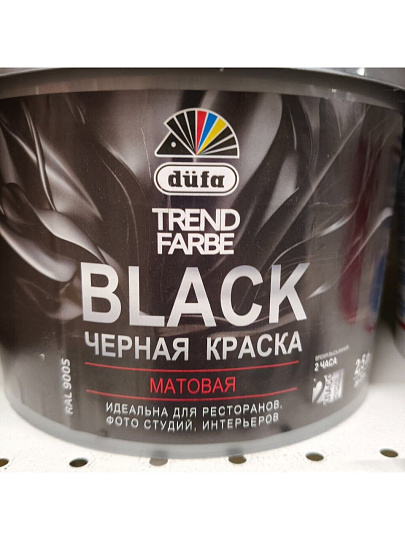 düfa
TREND
FARBE
BLACK
ЧЕРНАЯ КРАСКА
МАТОВАЯ
ИДЕАЛЬНА ДЛЯ РЕСТОРАНОВ,
ФОТО СТУДИЙ, ИНТЕРЬЕРОВ
RAL 9005
2 ЧАСА